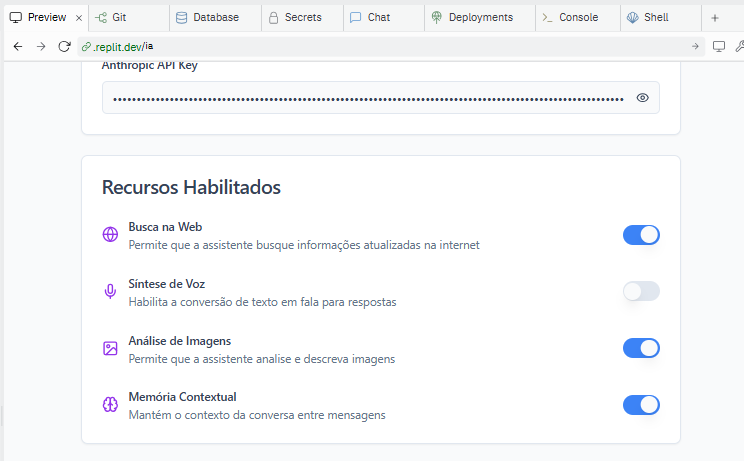 Preview
Git
Database
Secrets
Chat
Deployments
Console
Shell
.replit.dev/ia
Anthropic API Key
Recursos Habilitados
Busca na Web
Permite que a assistente busque informações atualizadas na internet
Síntese de Voz
Habilita a conversão de texto em fala para respostas
Análise de Imagens
Permite que a assistente analise e descreva imagens
Memória Contextual
Mantém o contexto da conversa entre mensagens